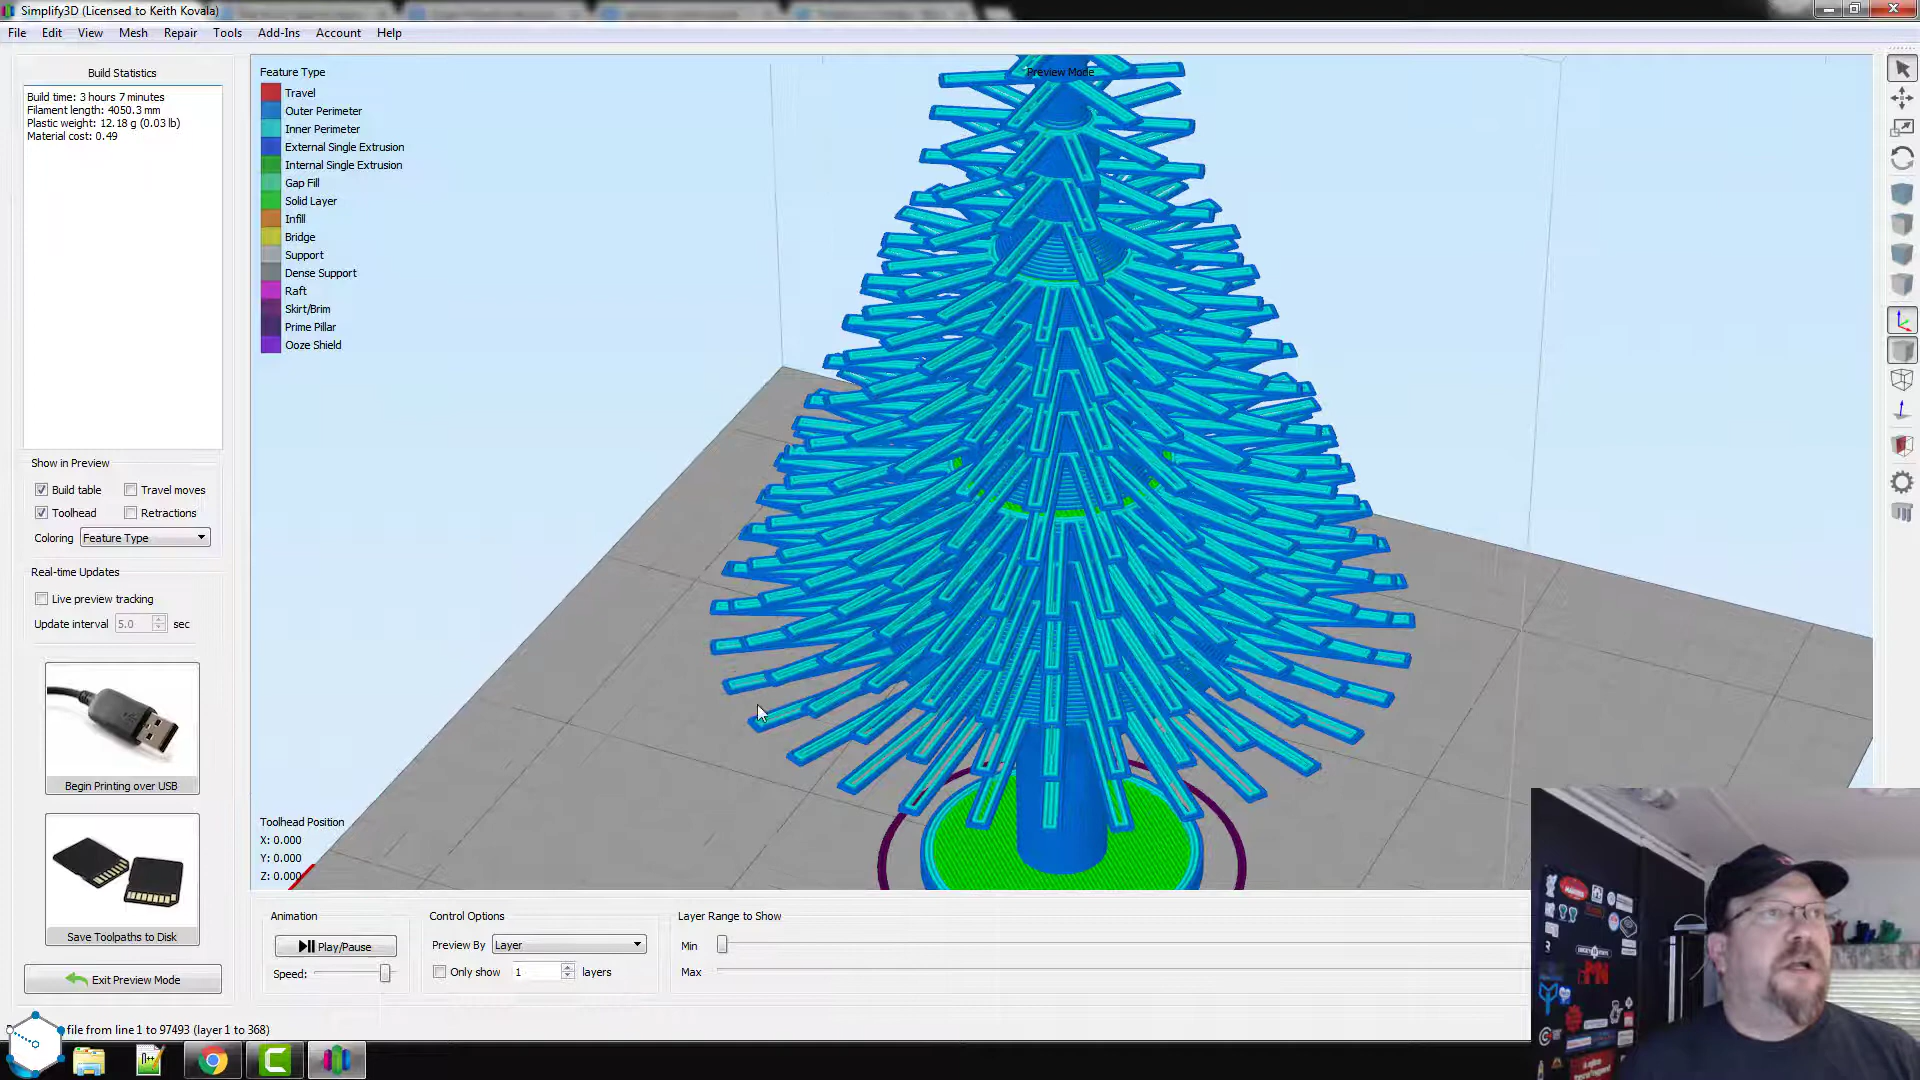 Simplify3D (Licensed to Keith Kovala)
File Edit View Mesh Repair Tools Add-Ins Account Help
Build Statistics
Build time: 3 hours 7 minutes
Filament length: 4050.3 mm
Plastic weight: 12.18 g (0.03 lb)
Material cost: 0.49
Feature Type
Preview Mode
Travel
Outer Perimeter
Inner Perimeter
External Single Extrusion
Internal Single Extrusion
Gap Fill
Solid Layer
Infill
Bridge
Support
Dense Support
Raft
Skirt/Brim
Prime Pillar
Ooze Shield
Show in Preview
Build table Travel moves
Toolhead Retractions
Coloring Feature Type
Real-time Updates
Live preview tracking
Update interval 5.0 sec
Begin Printing over USB
Save Toolpaths to Disk
Exit Preview Mode
Toolhead Position
X: 0.000
Y: 0.000
Z: 0.000
Animation
Play/Pause
Speed:
Control Options
Preview By Layer
Only show 1 layers
Layer Range to Show
Min
Max
file from line 1 to 97493 (layer 1 to 368)